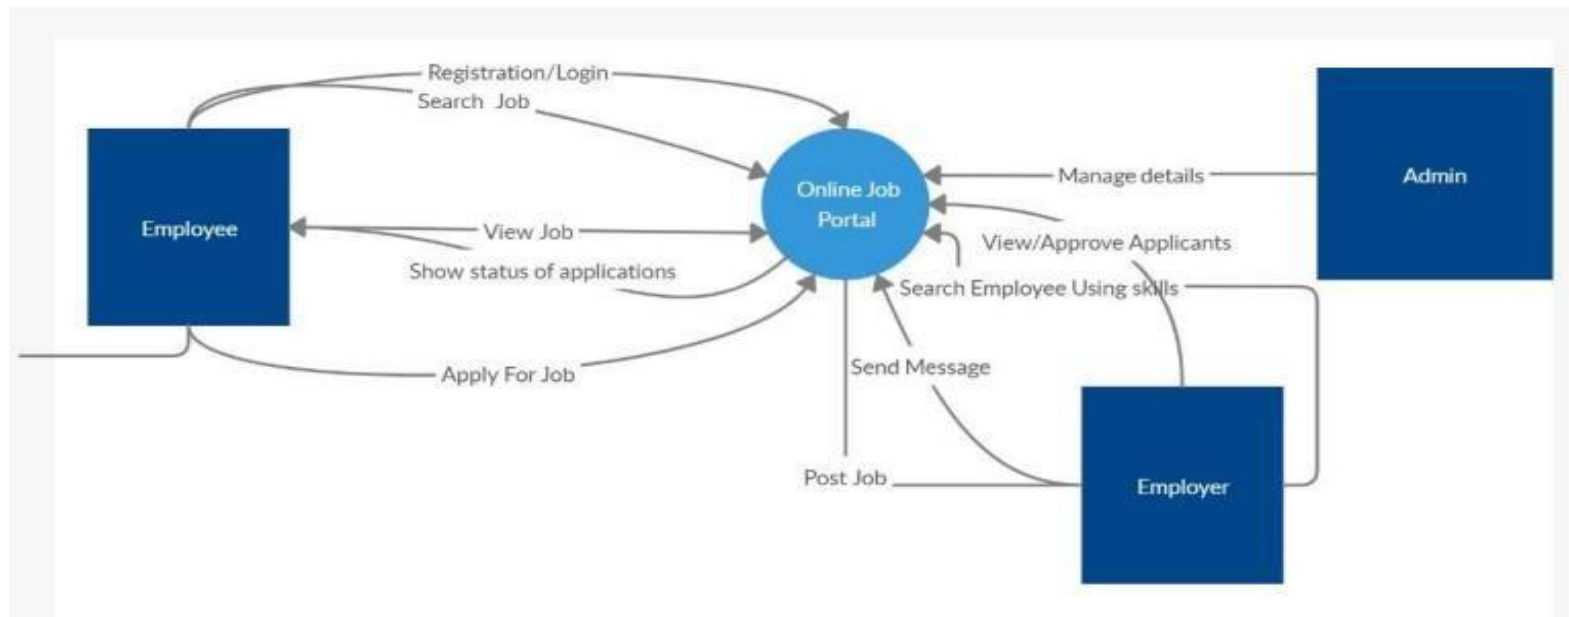 Registration/Login
Search Job
Online Job
Portal
Manage details
Admin
Employee
View Job
View/Approve Applicants
Show status of applications
Search Employee Using skills
Apply For Job
Send Message
Post Job
Employer